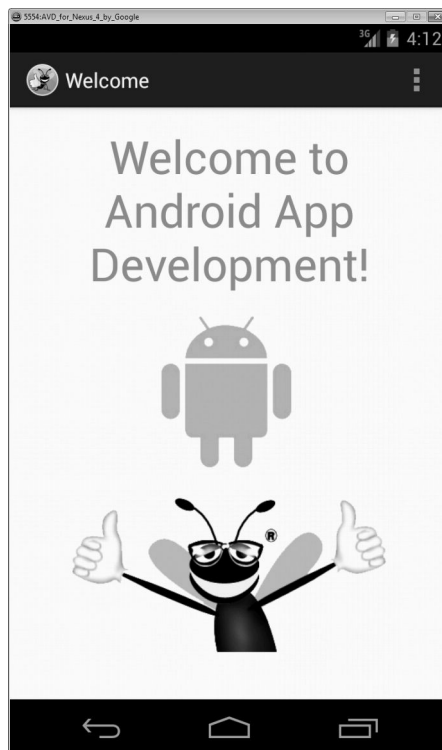 5554:AVD_for_Nexus_4_by_Google
3G 4:12
Welcome
Welcome to
Android App
Development!
®